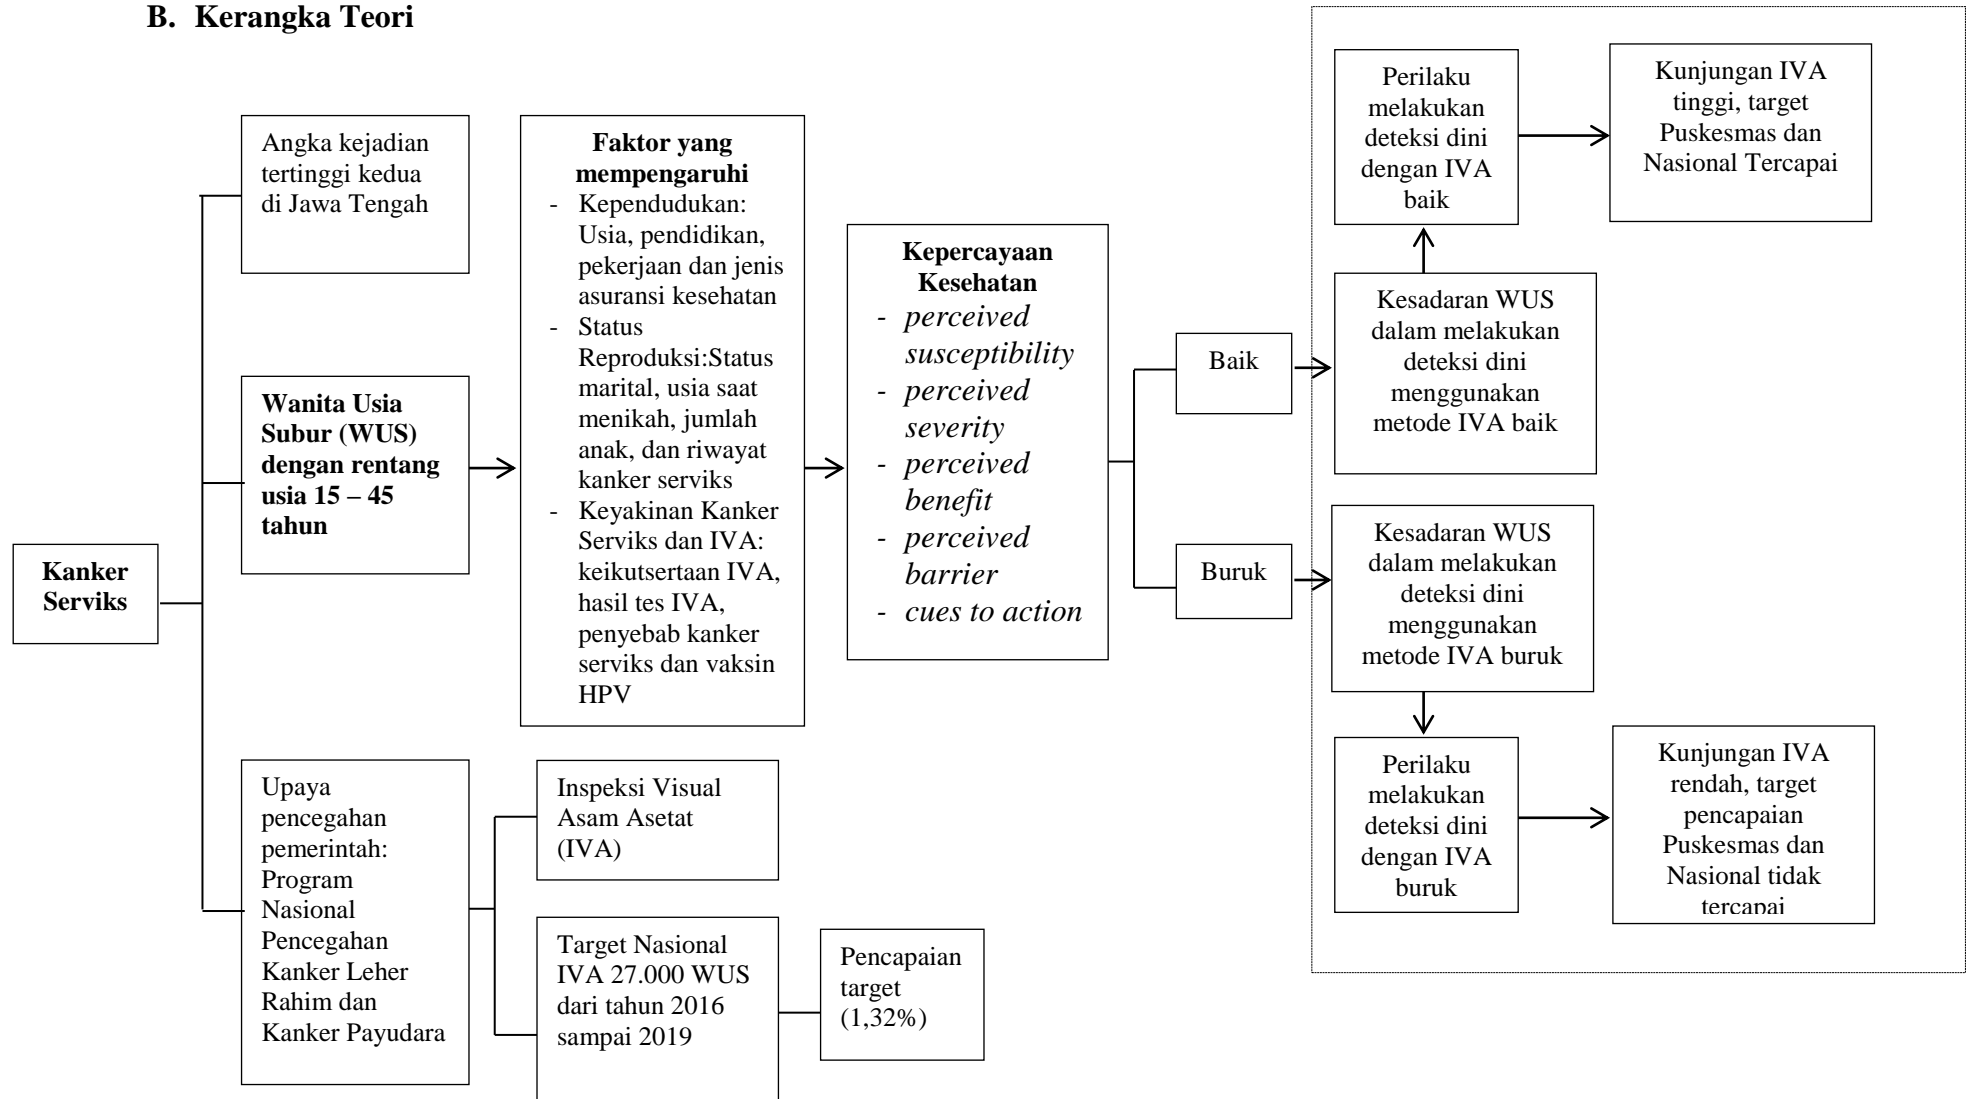 B. Kerangka Teori
Kanker
Serviks
Angka kejadian
tertinggi kedua
di Jawa Tengah
Wanita Usia
Subur (WUS)
dengan rentang
usia 15 – 45
tahun
Upaya
pencegahan
pemerintah:
Program
Nasional
Pencegahan
Kanker Leher
Rahim dan
Kanker Payudara
Faktor yang
mempengaruhi
- Kependudukan:
Usia, pendidikan,
pekerjaan dan jenis
asuransi kesehatan
- Status
Reproduksi:Status
marital, usia saat
menikah, jumlah
anak, dan riwayat
kanker serviks
- Keyakinan Kanker
Serviks dan IVA:
keikutsertaan IVA,
hasil tes IVA,
penyebab kanker
serviks dan vaksin
HPV
Inspeksi Visual
Asam Asetat
(IVA)
Target Nasional
IVA 27.000 WUS
dari tahun 2016
sampai 2019
Pencapaian
target
(1,32%)
Kepercayaan
Kesehatan
- perceived
susceptibility
- perceived
severity
- perceived
benefit
- perceived
barrier
- cues to action
Baik
Buruk
Perilaku
melakukan
deteksi dini
dengan IVA
baik
Kunjungan IVA
tinggi, target
Puskesmas dan
Nasional Tercapai
Kesadaran WUS
dalam melakukan
deteksi dini
menggunakan
metode IVA baik
Kesadaran WUS
dalam melakukan
deteksi dini
menggunakan
metode IVA buruk
Perilaku
melakukan
deteksi dini
dengan IVA
buruk
Kunjungan IVA
rendah, target
pencapaian
Puskesmas dan
Nasional tidak
tercapai